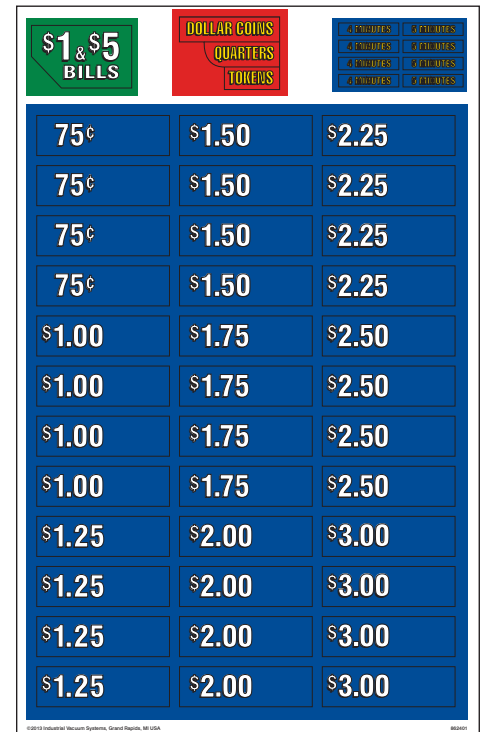 $1 & $5
BILLS
DOLLAR COINS
QUARTERS
TOKENS
4 MINUTES 5 MINUTES
4 MINUTES 5 MINUTES
4 MINUTES 5 MINUTES
4 MINUTES 5 MINUTES
75¢ $1.50 $2.25
75¢ $1.50 $2.25
75¢ $1.50 $2.25
75¢ $1.50 $2.25
$1.00 $1.75 $2.50
$1.00 $1.75 $2.50
$1.00 $1.75 $2.50
$1.00 $1.75 $2.50
$1.25 $2.00 $3.00
$1.25 $2.00 $3.00
$1.25 $2.00 $3.00
$1.25 $2.00 $3.00
©2013 Industrial Vacuum Systems, Grand Rapids, MI USA 662401